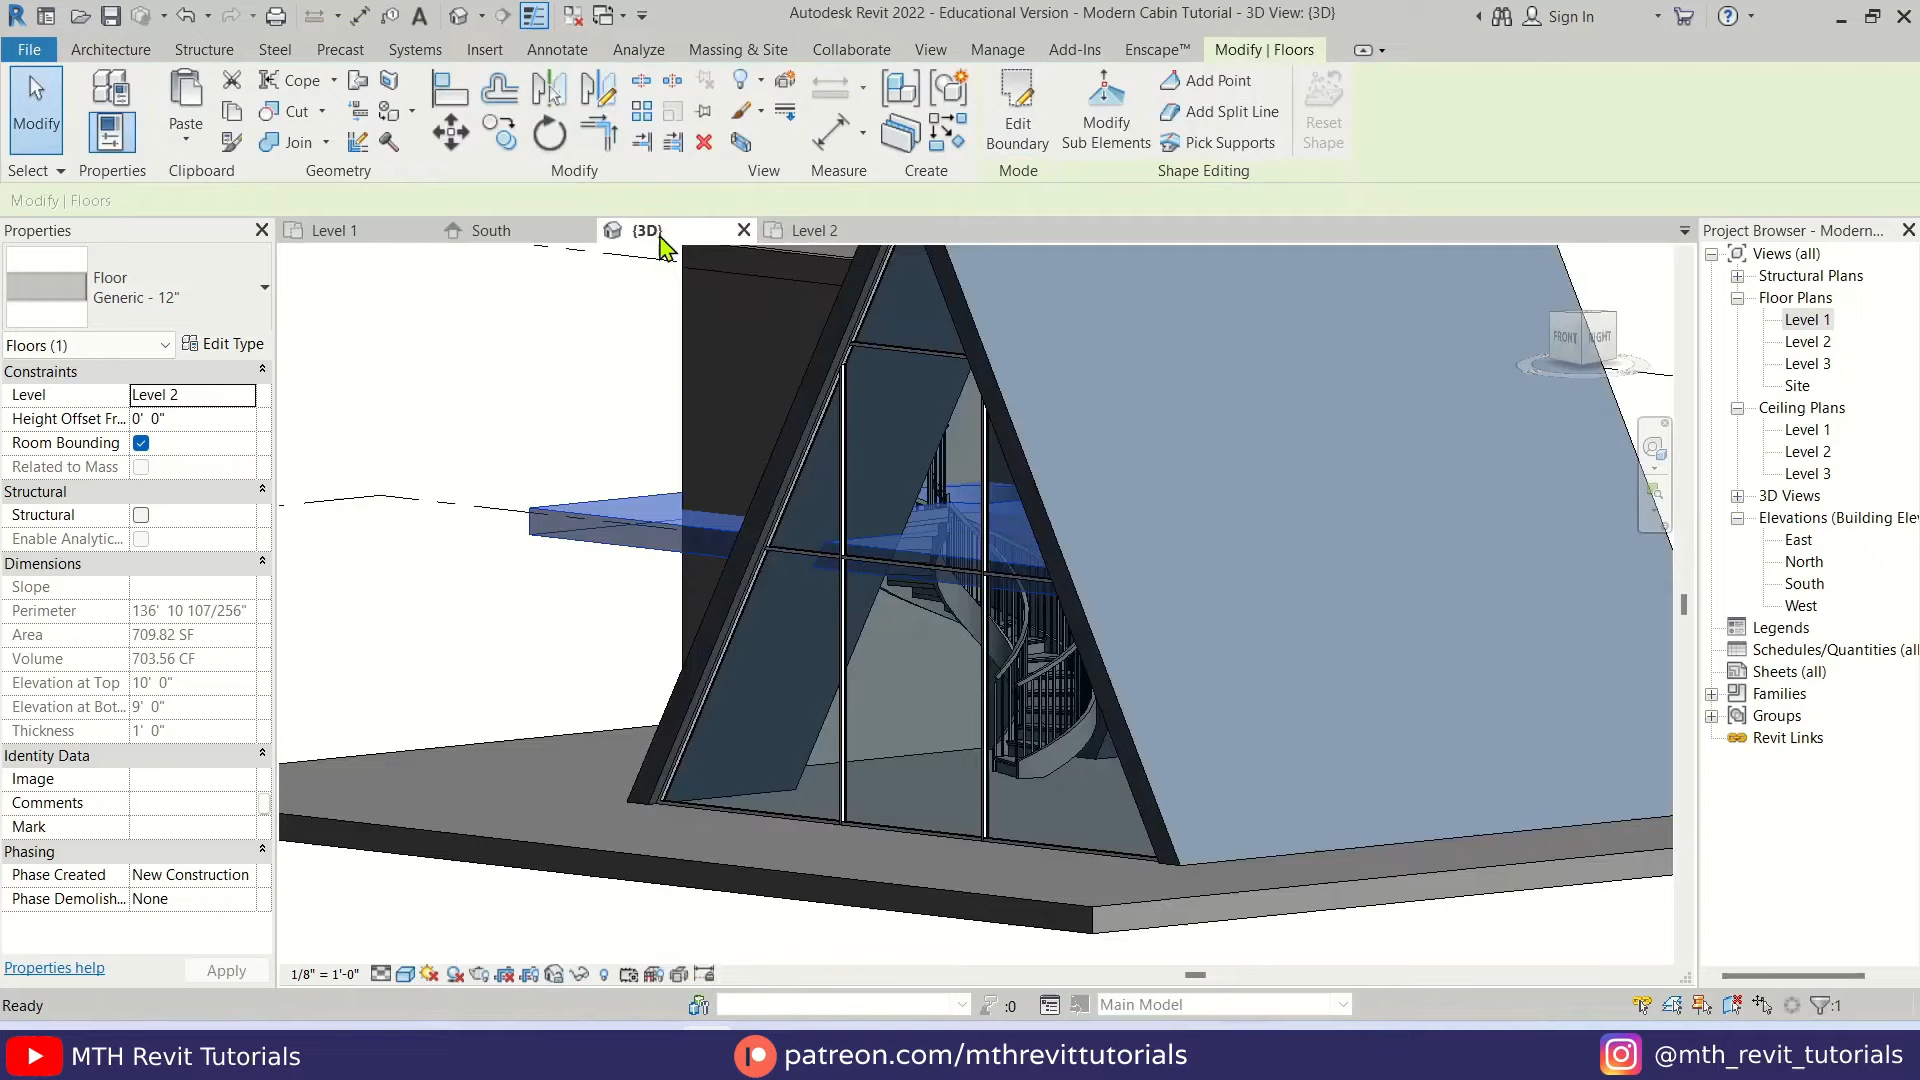 Autodesk Revit 2022 - Educational Version - Modern Cabin Tutorial - 3D View: {3D}
Sign In
File Architecture Structure Steel Precast Systems Insert Annotate Analyze Massing & Site Collaborate View Manage Add-Ins Enscape™ Modify | Floors
Modify
Paste
Cope
Cut
Join
Edit Boundary
Modify Sub Elements
Add Point
Add Split Line
Pick Supports
Reset Shape
Select Properties Clipboard Geometry Modify View Measure Create Mode Shape Editing
Modify | Floors
Properties
Level 1 South {3D} Level 2
Project Browser - Modern...
Floor
Generic - 12"
Floors (1) Edit Type
Constraints
Level Level 2
Height Offset Fr... 0' 0"
Room Bounding
Related to Mass
Structural
Structural
Enable Analytic...
Dimensions
Slope
Perimeter 136' 10 107/256"
Area 709.82 SF
Volume 703.56 CF
Elevation at Top 10' 0"
Elevation at Bot... 9' 0"
Thickness 1' 0"
Identity Data
Image
Comments
Mark
Phasing
Phase Created New Construction
Phase Demolish... None
Properties help Apply
FRONT RIGHT
Views (all)
Structural Plans
Floor Plans
Level 1
Level 2
Level 3
Site
Ceiling Plans
Level 1
Level 2
Level 3
3D Views
Elevations (Building Ele
East
North
South
West
Legends
Schedules/Quantities (all
Sheets (all)
Families
Groups
Revit Links
1/8" = 1'-0"
Ready :0 Main Model :1
MTH Revit Tutorials patreon.com/mthrevittutorials @mth_revit_tutorials